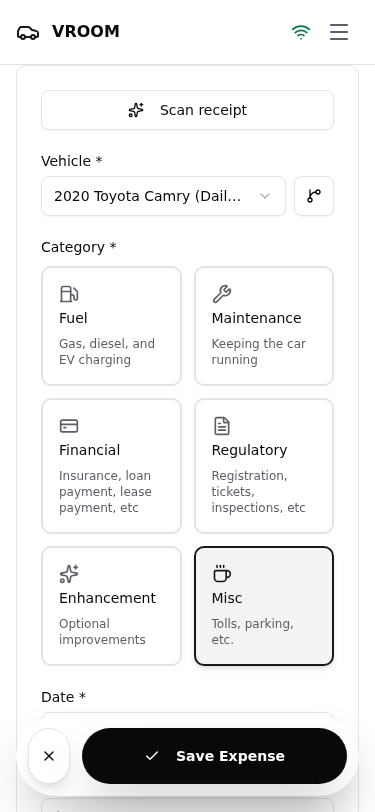 VROOM
Scan receipt
Vehicle *
2020 Toyota Camry (Dail...
Category *
Fuel
Gas, diesel, and
EV charging
Maintenance
Keeping the car
running
Financial
Insurance, loan
payment, lease
payment, etc
Regulatory
Registration,
tickets,
inspections, etc
Enhancement
Optional
improvements
Misc
Tolls, parking,
etc.
Date *
Save Expense